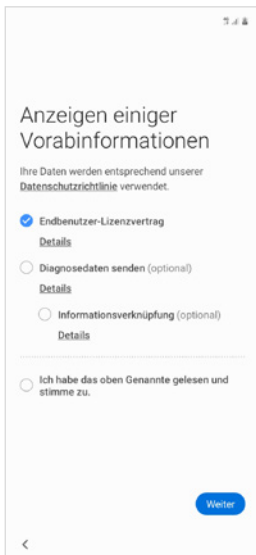 Anzeigen einiger
Vorabinformationen
Ihre Daten werden entsprechend unserer
Datenschutzrichtlinie verwendet.
Endbenutzer-Lizenzvertrag
Details
Diagnosedaten senden (optional)
Details
Informationsverknüpfung (optional)
Details
Ich habe das oben Genannte gelesen und
stimme zu.
Weiter